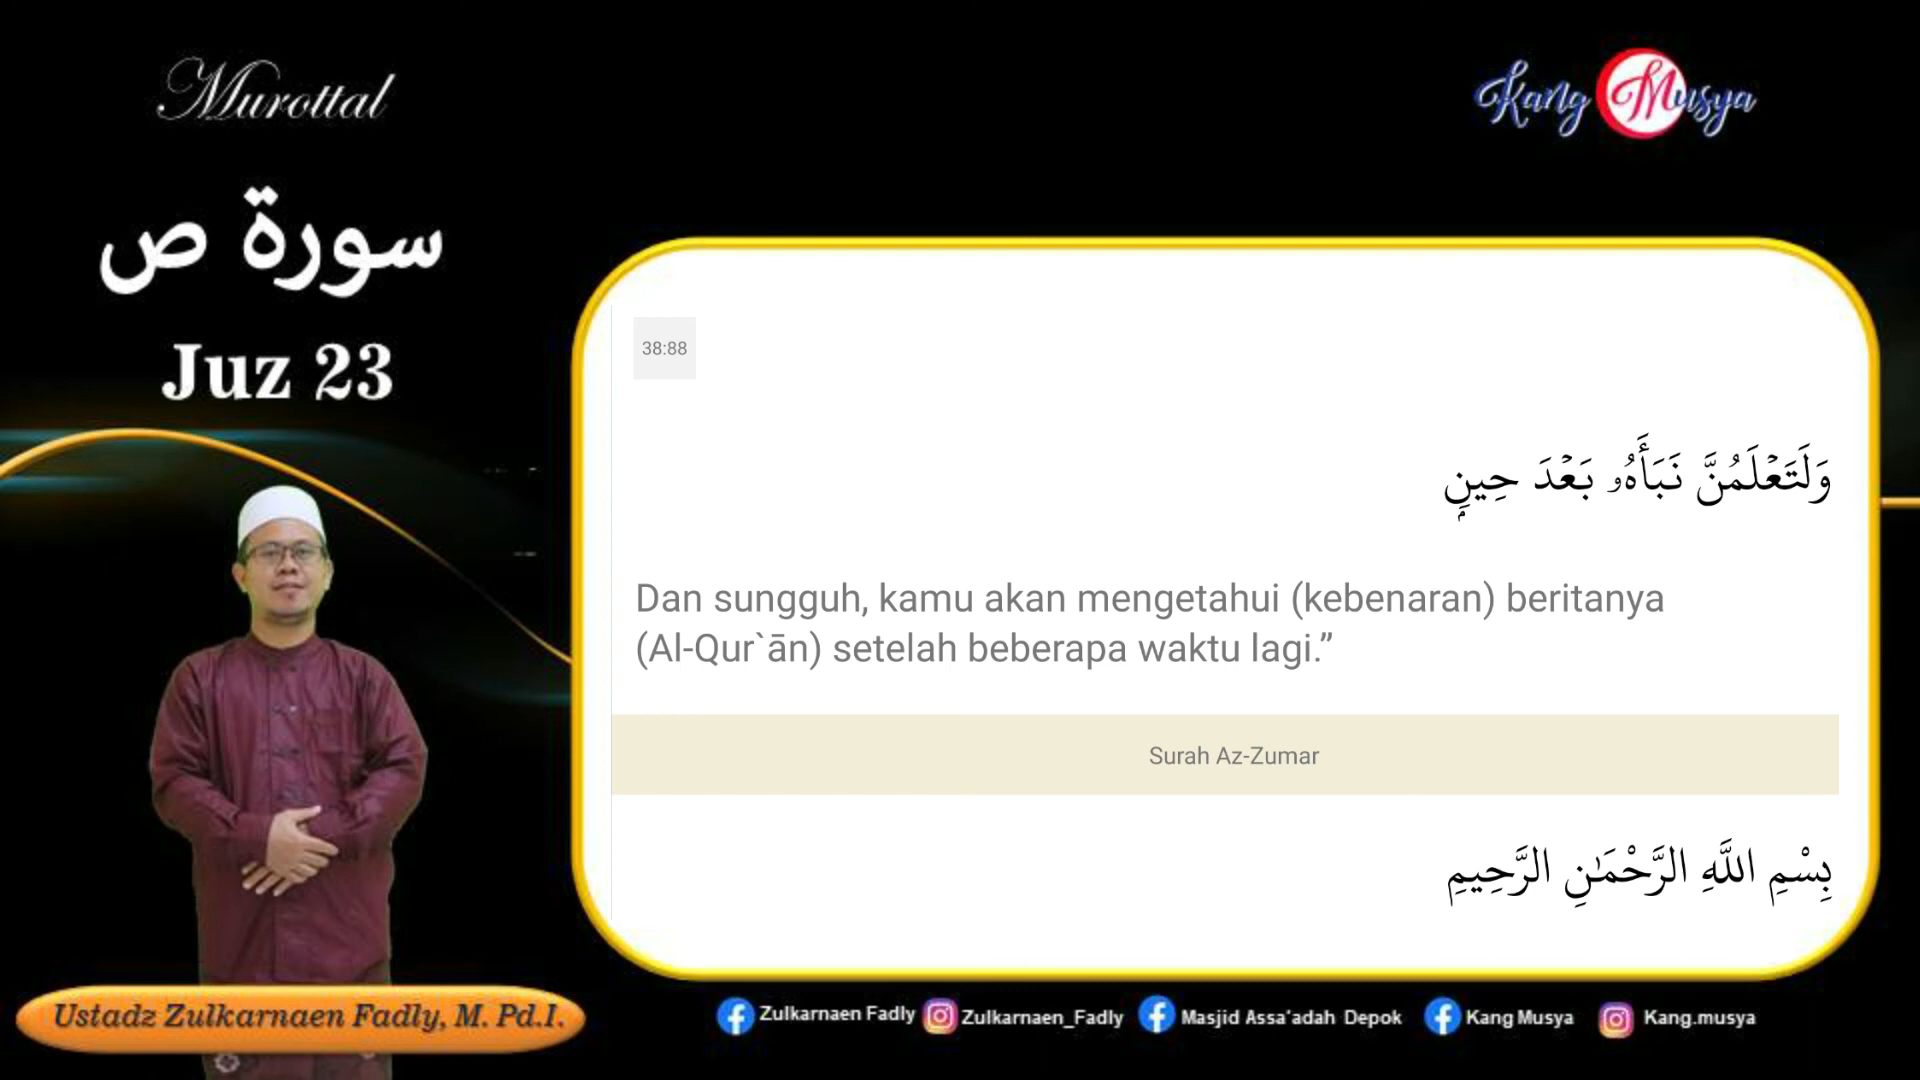 Murottal
Kang Musya
سورة ص
Juz 23
38:88
وَلَتَعْلَمُنَّ نَبَأَهُۥ بَعْدَ حِينٍۭ
Dan sungguh, kamu akan mengetahui (kebenaran) beritanya
(Al-Qur`ān) setelah beberapa waktu lagi.”
Surah Az-Zumar
بِسْمِ اللَّهِ الرَّحْمَٰنِ الرَّحِيمِ
Ustadz Zulkarnaen Fadly, M. Pd.I.
Zulkarnaen Fadly Zulkarnaen_Fadly Masjid Assa'adah Depok Kang Musya Kang.musya